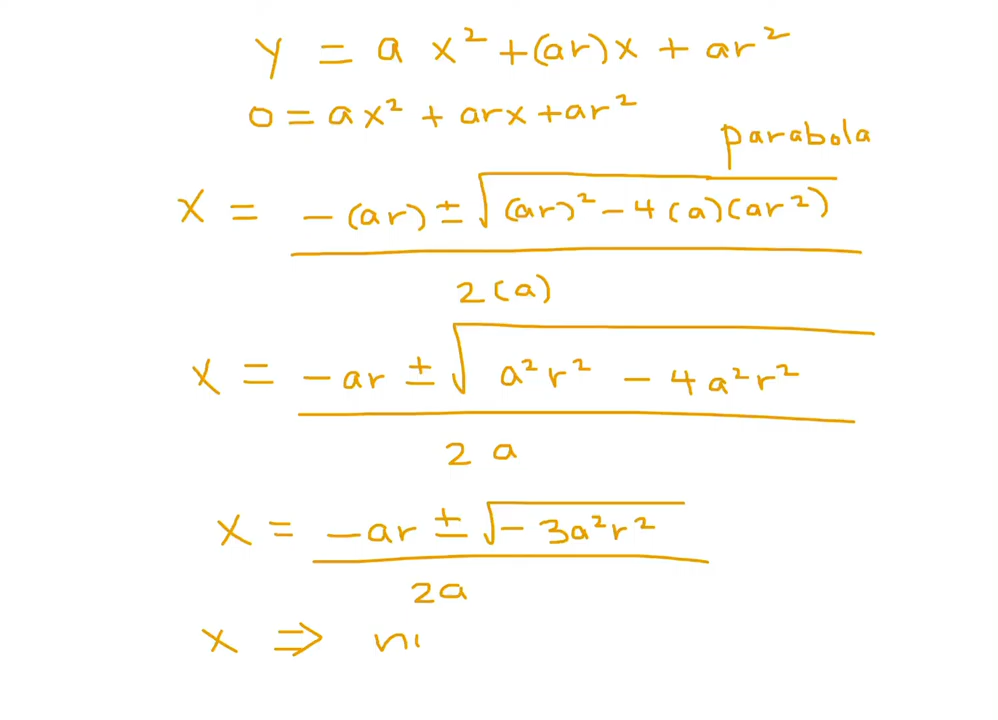 y = a x² + (ar)x + ar²
0 = ax² + arx + ar²
parabola
x = (-(ar) ± √((ar)² - 4(a)(ar²))) / 2(a)
x = (-ar ± √(a²r² - 4a²r²)) / 2a
x = (-ar ± √(-3a²r²)) / 2a
x ⇒